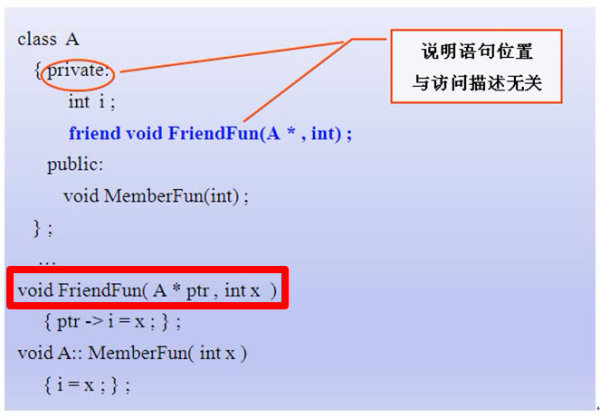 class A
{ private:
int i ;
friend void FriendFun(A * , int) ;
public:
void MemberFun(int) ;
} ;
...
void FriendFun( A * ptr , int x )
{ ptr -> i = x ; } ;
void A:: MemberFun( int x )
{ i = x ; } ;
说明语句位置
与访问描述无关